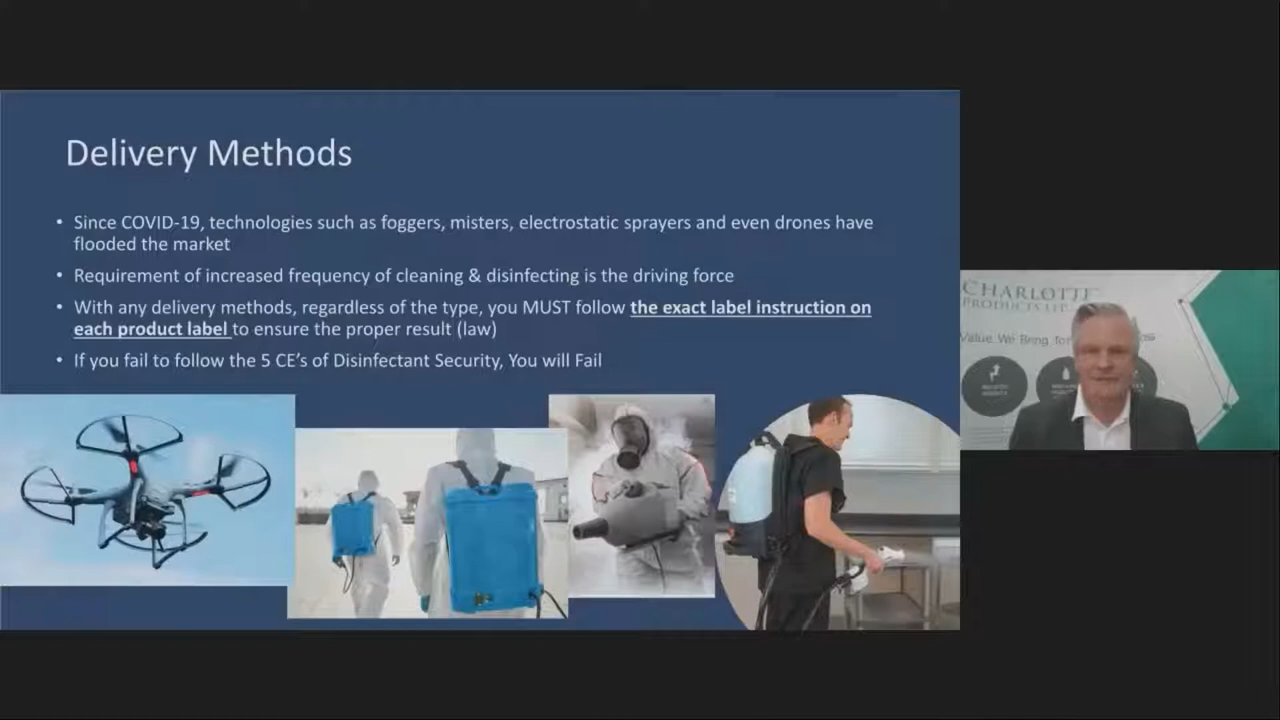 Delivery Methods
• Since COVID-19, technologies such as foggers, misters, electrostatic sprayers and even drones have
flooded the market
• Requirement of increased frequency of cleaning & disinfecting is the driving force
• With any delivery methods, regardless of the type, you MUST follow the exact label instruction on
each product label to ensure the proper result (law)
• If you fail to follow the 5 CE's of Disinfectant Security, You will Fail
CHARLOTTE
PRODUCTS LTD
Value We Bring